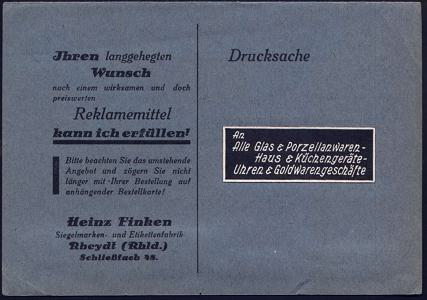 Ihren langgehegten
Wunsch
nach einem wirksamen und doch
preiswerten
Reklamemittel
kann ich erfüllen!
Bitte beachten Sie das umstehende
Angebot und zögern Sie nicht
länger mit Ihrer Bestellung auf
anhängender Bestellkarte!
Heinz Finken
Siegelmarken- und Etikettenfabrik
Rheydt (Rhld.)
Schließfach 48.
Drucksache
An
Alle Glas & Porzellanwaren-
Haus & Küchengeräte-
Uhren & Goldwarengeschäfte